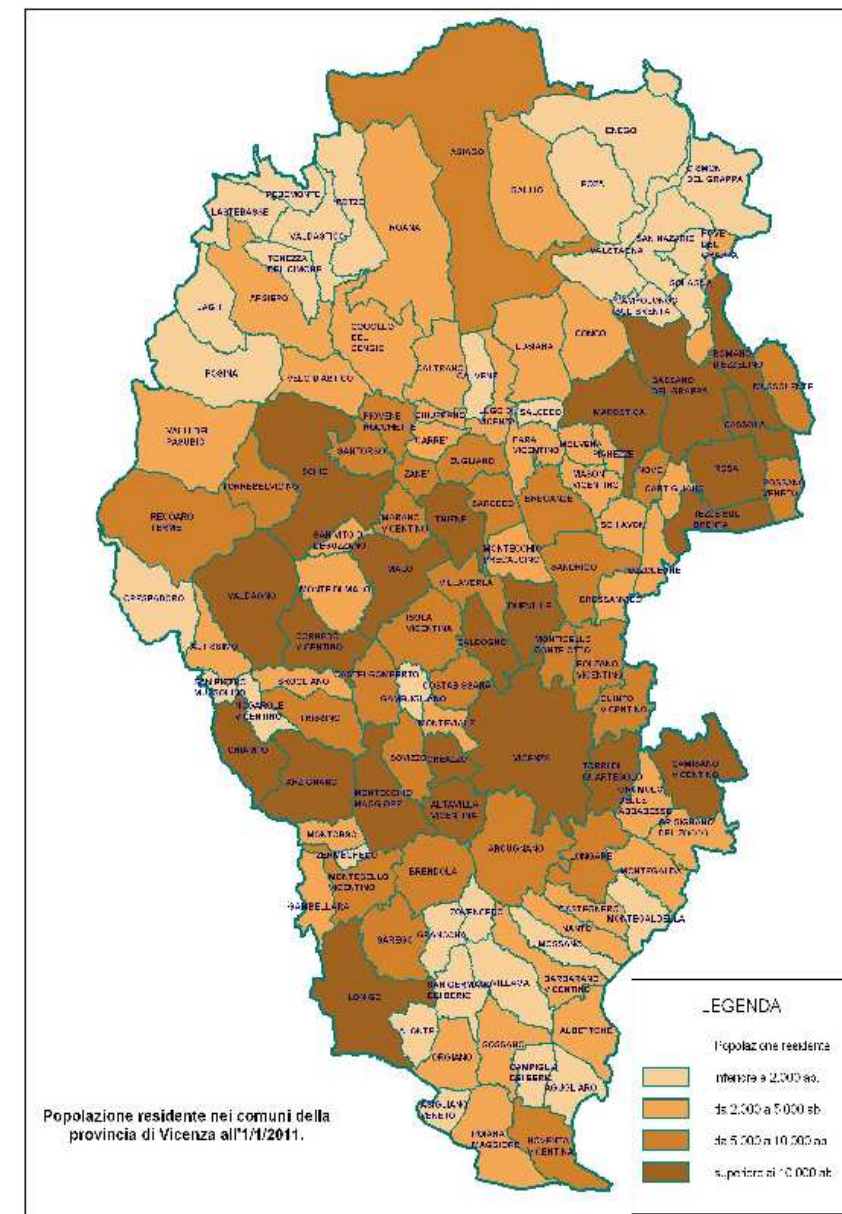 ENEGO
ASIAGO
CISMON
DEL GRAPPA
GALLIO
FOZA
PEDEMONTE
ROTZO
LASTEBASSE
ROANA
VALDASTICO
SAN NAZARIO
VALSTAGNA
TONEZZA
DEL CIMONE
SOLAGNA
LAGHI
ARSIERO
CAMPOLONGO
SUL BRENTA
COGOLLO
DEL
CENGIO
LUSIANA
CONCO
ROMANO
D'EZZELINO
POSINA
CALTRANO
CALVENE
VELO D'ASTICO
BASSANO
DEL GRAPPA
MUSSOLENTE
LUGO DI
VICENZA
SALCEDO
MAROSTICA
CHIUPPANO
PIOVENE
ROCCHETTE
CASSOLA
VALLI DEL
PASUBIO
CARRE'
FARA
VICENTINO
MOLVENA
PIANEZZE
SCHIO
SANTORSO
ZUGLIANO
ZANE'
MASON
VICENTINO
NOVE
ROSA'
CARTIGLIANO
TORREBELVICINO
BREGANZE
ROSSANO
VENETO
RECOARO
TERME
MARANO
VICENTINO
THIENE
SARCEDO
SCHIAVON
TEZZE SUL
BRENTA
SAN VITO DI
LEGUZZANO
MONTECCHIO
PRECALCINO
SANDRIGO
POZZOLEONE
MALO
VILLAVERLA
CRESPADORO
VALDAGNO
MONTE DI MALO
DUEVILLE
BRESSANVIDO
ISOLA
VICENTINA
CORNEDO
VICENTINO
CALDOGNO
MONTICELLO
CONTE OTTO
ALTISSIMO
BOLZANO
VICENTINO
SAN PIETRO
MUSSOLINO
BROGLIANO
CASTELGOMBERTO
GAMBUGLIANO
COSTABISSARA
QUINTO
VICENTINO
NOGAROLE
VICENTINO
TRISSINO
MONTEVIALE
CHIAMPO
SOVIZZO
CREAZZO
VICENZA
TORRI DI
QUARTESOLO
CAMISANO
VICENTINO
ARZIGNANO
MONTECCHIO
MAGGIORE
ALTAVILLA
VICENTINA
GRUMOLO
DELLE
ABBADESSE
GRISIGNANO
DEL ZOCCO
MONTORSO
ARCUGNANO
LONGARE
ZERMEGHEDO
BRENDOLA
MONTEGALDA
MONTEBELLO
VICENTINO
GAMBELLARA
CASTEGNERO
MONTEGALDELLA
ZOVENCEDO
NANTO
GRANCONA
SAREGO
MOSSANO
BARBARANO
VICENTINO
SAN GERMANO
DEI BERICI
VILLAGA
LONIGO
ALBETTONE
ALONTE
SOSSANO
ORGIANO
CAMPIGLIA
DEI BERICI
AGUGLIARO
ASIGLIANO
VENETO
POIANA
MAGGIORE
NOVENTA
VICENTINA
LEGENDA
Popolazione residente
inferiore a 2.000 ab.
da 2.000 a 5.000 ab.
da 5.000 a 10.000 ab
superiore ai 10.000 ab
Popolazione residente nei comuni della
provincia di Vicenza all'1/1/2011.